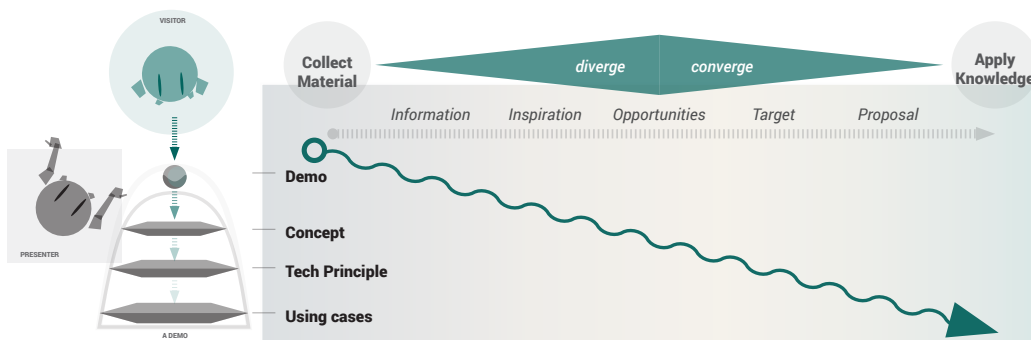 VISITOR
Collect
Material
diverge
converge
Apply
Knowledge
Information
Inspiration
Opportunities
Target
Proposal
Demo
Concept
PRESENTER
Tech Principle
Using cases
A DEMO